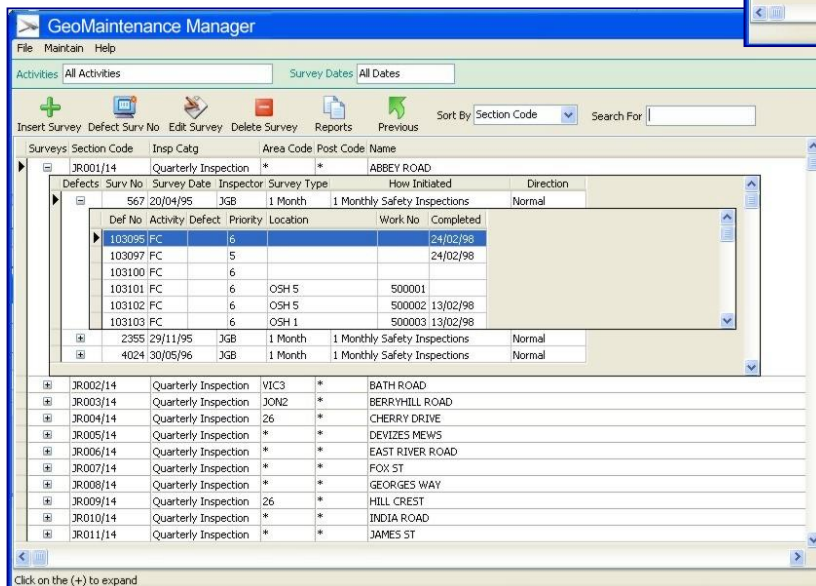 GeoMaintenance Manager
File Maintain Help
Activities All Activities Survey Dates All Dates
Insert Survey Defect Surv No Edit Survey Delete Survey Reports Previous Sort By Section Code Search For
Surveys Section Code Insp Catg Area Code Post Code Name
JR001/14 Quarterly Inspection * * ABBEY ROAD
Defects Surv No Survey Date Inspector Survey Type How Initiated Direction
567 20/04/95 JGB 1 Month 1 Monthly Safety Inspections Normal
Def No Activity Defect Priority Location Work No Completed
103095 FC 6 24/02/98
103097 FC 5 24/02/98
103100 FC 6
103101 FC 6 OSH 5 500001
103102 FC 6 OSH 5 500002 13/02/98
103103 FC 6 OSH 1 500003 13/02/98
2355 29/11/95 JGB 1 Month 1 Monthly Safety Inspections Normal
4024 30/05/96 JGB 1 Month 1 Monthly Safety Inspections Normal
JR002/14 Quarterly Inspection VIC3 * BATH ROAD
JR003/14 Quarterly Inspection JON2 * BERRYHILL ROAD
JR004/14 Quarterly Inspection 26 * CHERRY DRIVE
JR005/14 Quarterly Inspection * * DEVIZES MEWS
JR006/14 Quarterly Inspection * * EAST RIVER ROAD
JR007/14 Quarterly Inspection * * FOX ST
JR008/14 Quarterly Inspection * * GEORGES WAY
JR009/14 Quarterly Inspection 26 * HILL CREST
JR010/14 Quarterly Inspection * * INDIA ROAD
JR011/14 Quarterly Inspection * * JAMES ST
Click on the (+) to expand